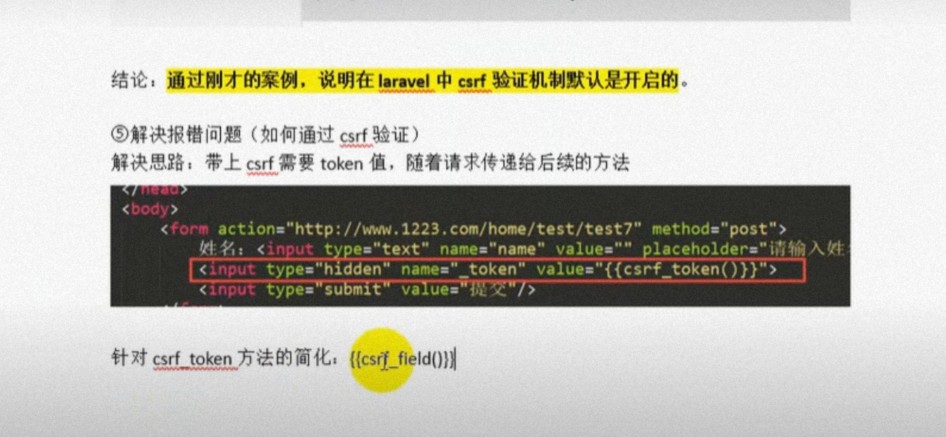 结论：通过刚才的案例，说明在 laravel 中 csrf 验证机制默认是开启的。
⑤解决报错问题（如何通过 csrf 验证）
解决思路：带上 csrf 需要 token 值，随着请求传递给后续的方法
</head>
<body>
<form action="http://www.1223.com/home/test/test7" method="post">
姓名：<input type="text" name="name" value="" placeholder="请输入姓
<input type="hidden" name="_token" value="{{csrf_token()}}">
<input type="submit" value="提交"/>
针对 csrf_token 方法的简化：{{csrf_field()}}